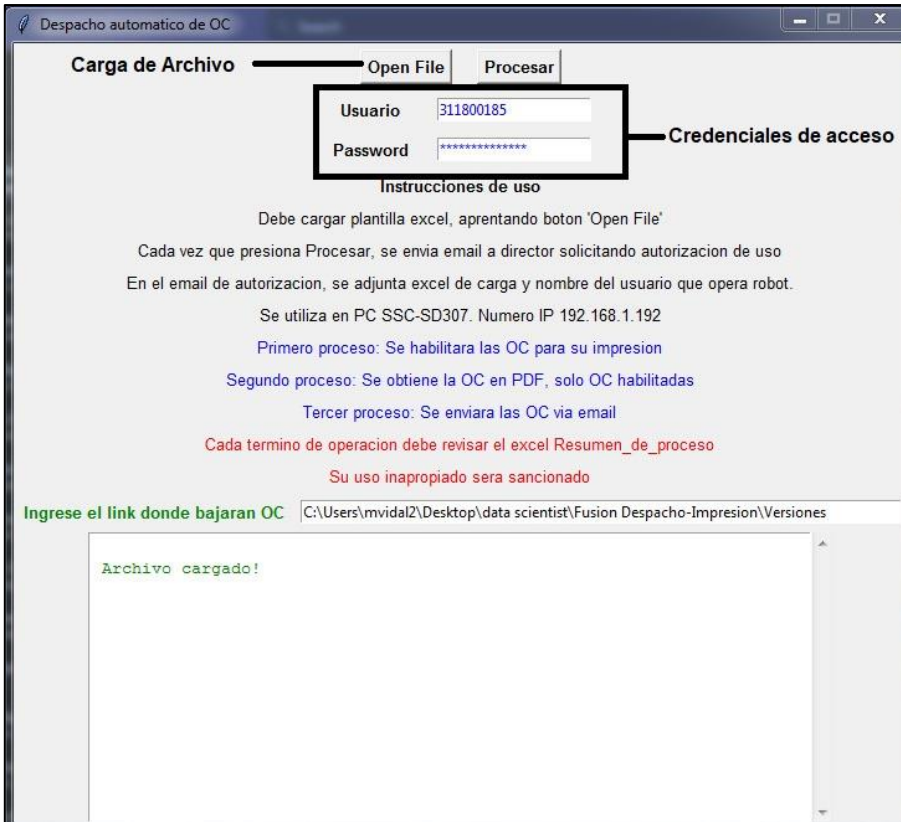 Despacho automatico de OC
Carga de Archivo Open File Procesar
Usuario 311800185
Credenciales de acceso
Password **************
Instrucciones de uso
Debe cargar plantilla excel, aprentando boton 'Open File'
Cada vez que presiona Procesar, se envia email a director solicitando autorizacion de uso
En el email de autorizacion, se adjunta excel de carga y nombre del usuario que opera robot.
Se utiliza en PC SSC-SD307. Numero IP 192.168.1.192
Primero proceso: Se habilitara las OC para su impresion
Segundo proceso: Se obtiene la OC en PDF, solo OC habilitadas
Tercer proceso: Se enviara las OC via email
Cada termino de operacion debe revisar el excel Resumen_de_proceso
Su uso inapropiado sera sancionado
Ingrese el link donde bajaran OC C:\Users\mvidal2\Desktop\data scientist\Fusion Despacho-Impresion\Versiones
Archivo cargado!